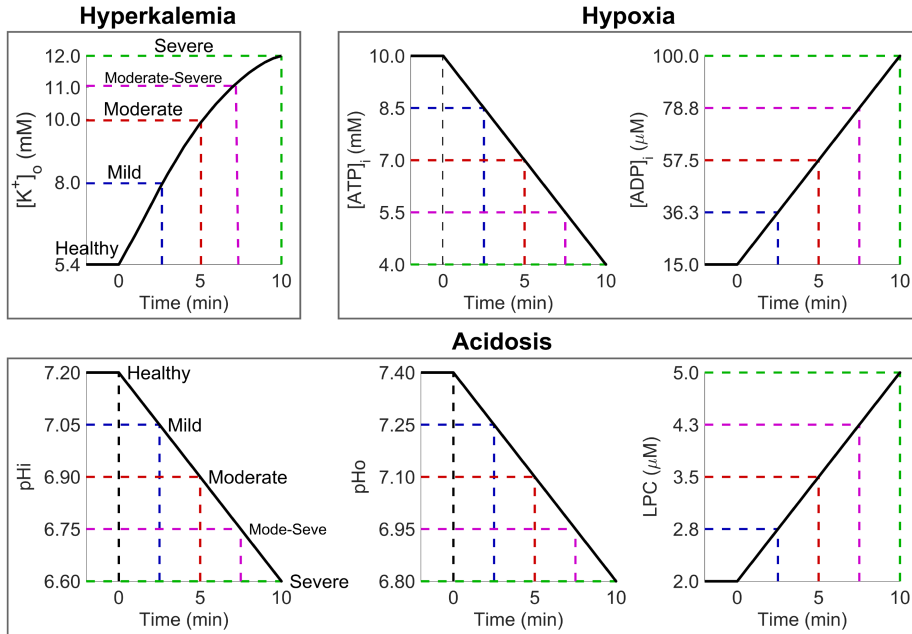 Hyperkalemia
Hypoxia
12.0
Severe
11.0
Moderate-Severe
10.0
Moderate
8.0
Mild
Healthy
5.4
[K+]o (mM)
0 5 10
Time (min)
10.0
8.5
7.0
5.5
4.0
[ATP]i (mM)
0 5 10
Time (min)
100.0
78.8
57.5
36.3
15.0
[ADP]i (μM)
0 5 10
Time (min)
Acidosis
7.20
Healthy
7.05
Mild
6.90
Moderate
6.75
Mode-Seve
6.60
Severe
pHi
0 5 10
Time (min)
7.40
7.25
7.10
6.95
6.80
pHo
0 5 10
Time (min)
5.0
4.3
3.5
2.8
2.0
LPC (μM)
0 5 10
Time (min)